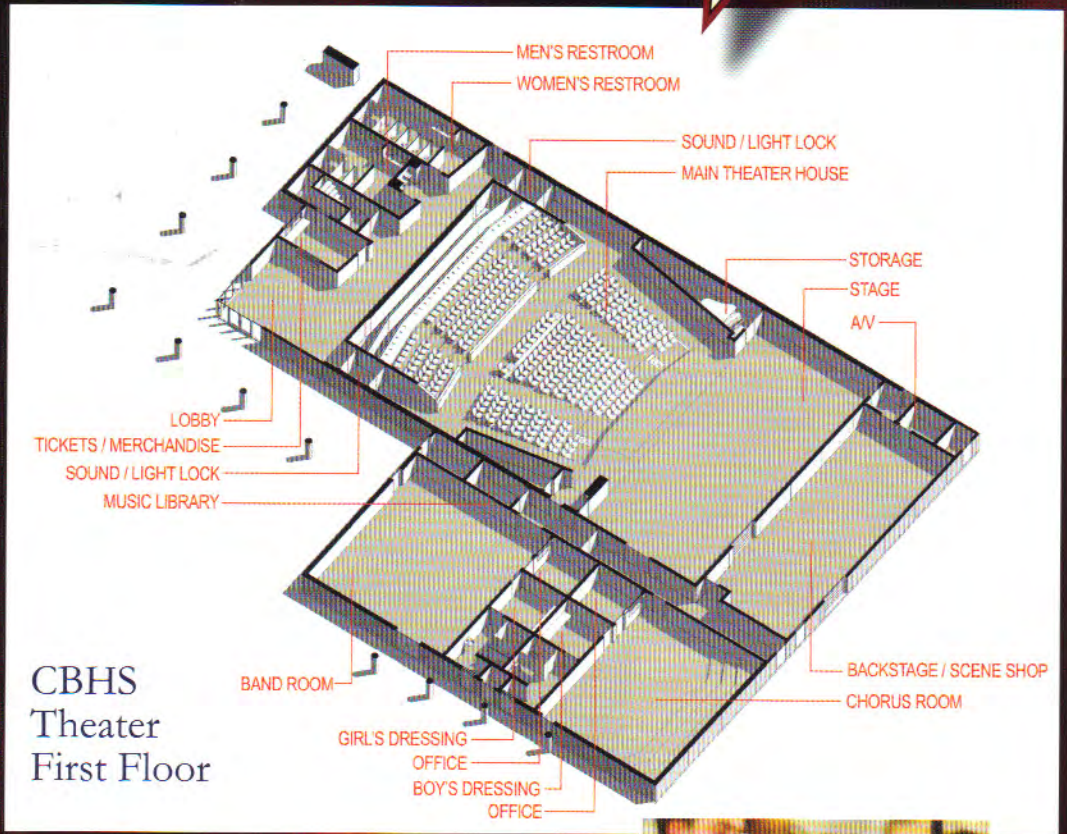 MEN'S RESTROOM
WOMEN'S RESTROOM
SOUND / LIGHT LOCK
MAIN THEATER HOUSE
STORAGE
STAGE
A/V
LOBBY
TICKETS / MERCHANDISE
SOUND / LIGHT LOCK
MUSIC LIBRARY
BAND ROOM
GIRL'S DRESSING
OFFICE
BOY'S DRESSING
OFFICE
BACKSTAGE / SCENE SHOP
CHORUS ROOM
CBHS
Theater
First Floor